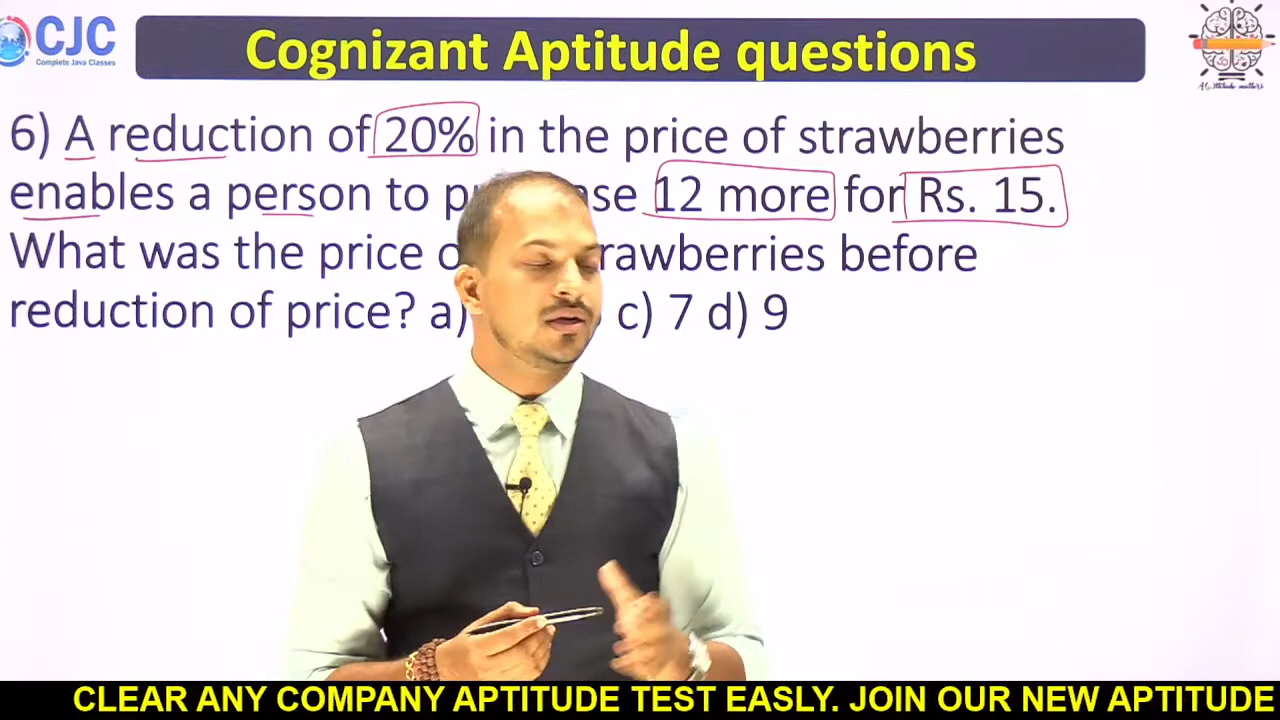 CJC
Complete Java Classes
Cognizant Aptitude questions
6) A reduction of 20% in the price of strawberries
enables a person to 12 more for Rs. 15.
What was the price before
reduction of price? a) c) 7 d) 9
CLEAR ANY COMPANY APTITUDE TEST EASLY. JOIN OUR NEW APTITUDE